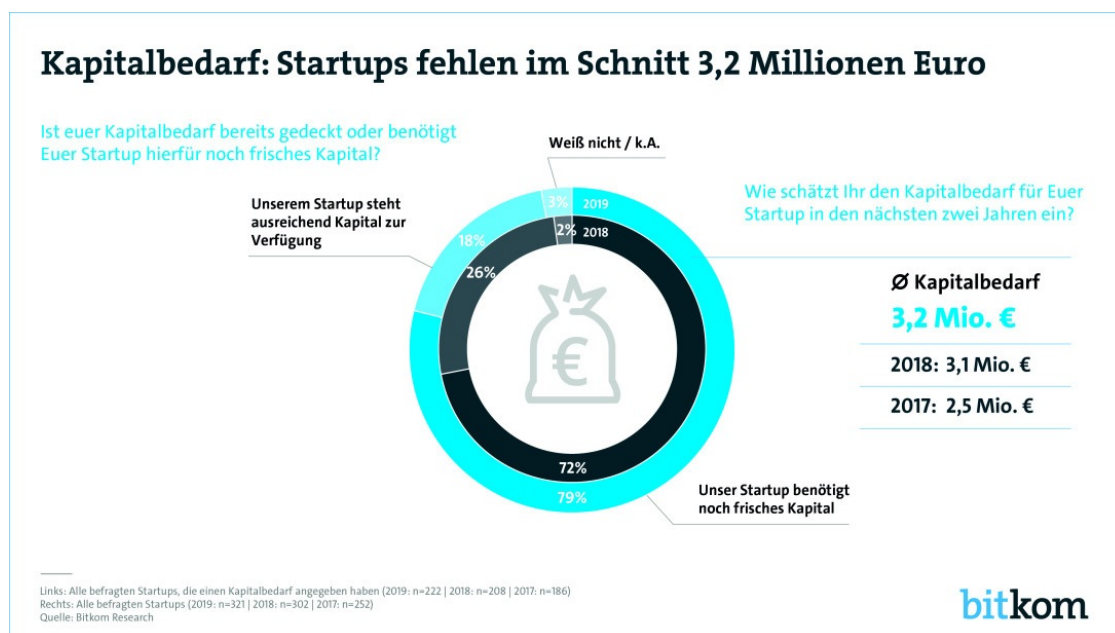 Kapitalbedarf: Startups fehlen im Schnitt 3,2 Millionen Euro
Ist euer Kapitalbedarf bereits gedeckt oder benötigt
Euer Startup hierfür noch frisches Kapital?
Weiß nicht / k.A.
Unserem Startup steht
ausreichend Kapital zur
Verfügung
3%
2019
2%
2018
18%
26%
€
72%
79%
Unser Startup benötigt
noch frisches Kapital
Wie schätzt Ihr den Kapitalbedarf für Euer
Startup in den nächsten zwei Jahren ein?
Ø Kapitalbedarf
3,2 Mio. €
2018: 3,1 Mio. €
2017: 2,5 Mio. €
Links: Alle befragten Startups, die einen Kapitalbedarf angegeben haben (2019: n=222 | 2018: n=208 | 2017: n=186)
Rechts: Alle befragten Startups (2019: n=321 | 2018: n=302 | 2017: n=252)
Quelle: Bitkom Research
bitkom